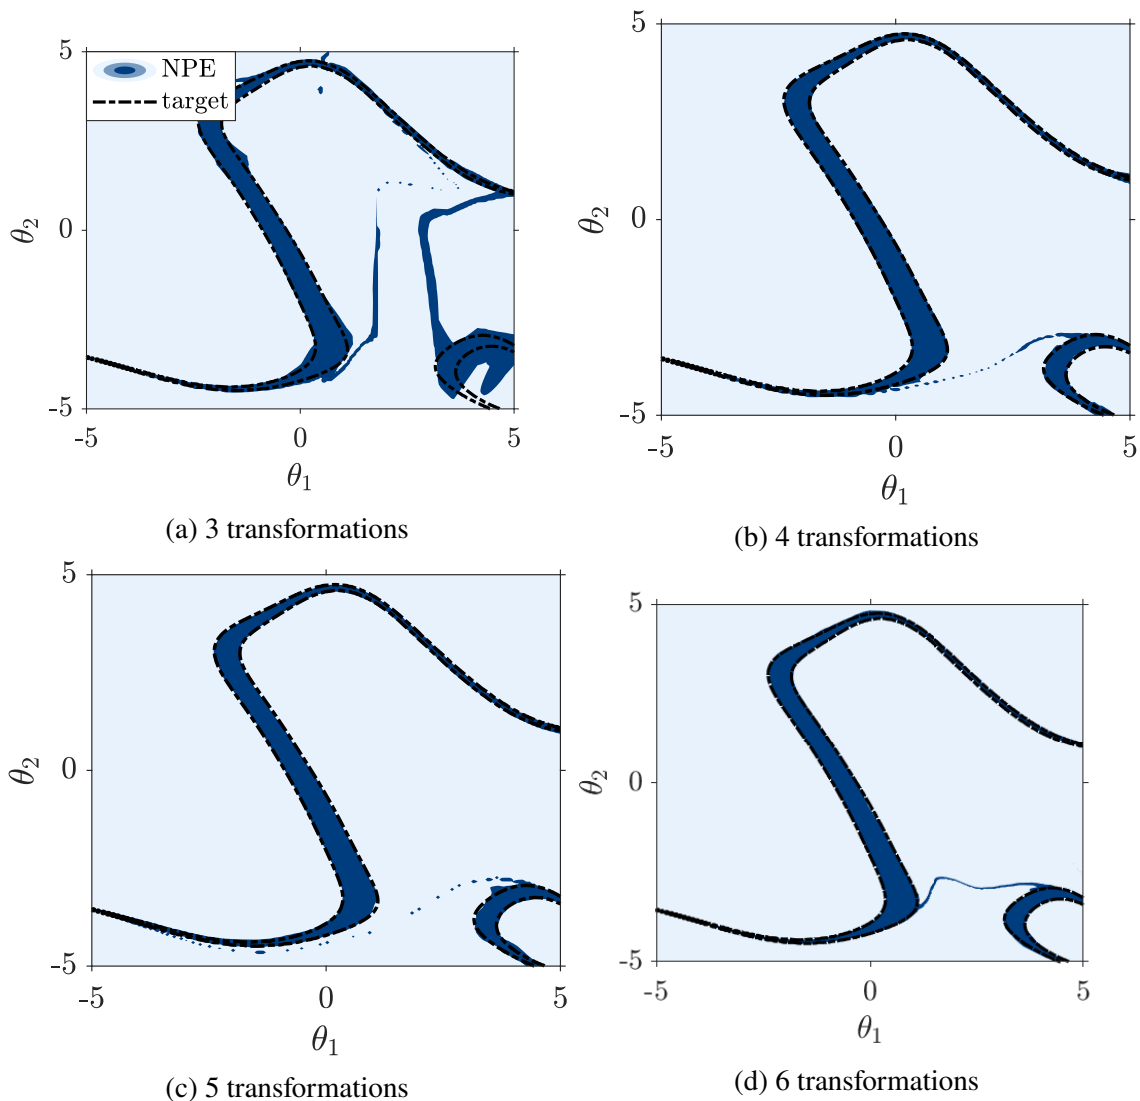 5
NPE
target
θ2
0
-5
-5
0
5
θ1
(a) 3 transformations
5
θ2
0
-5
-5
0
5
θ1
(b) 4 transformations
5
θ2
0
-5
-5
0
5
θ1
(c) 5 transformations
5
θ2
0
-5
-5
0
5
θ1
(d) 6 transformations